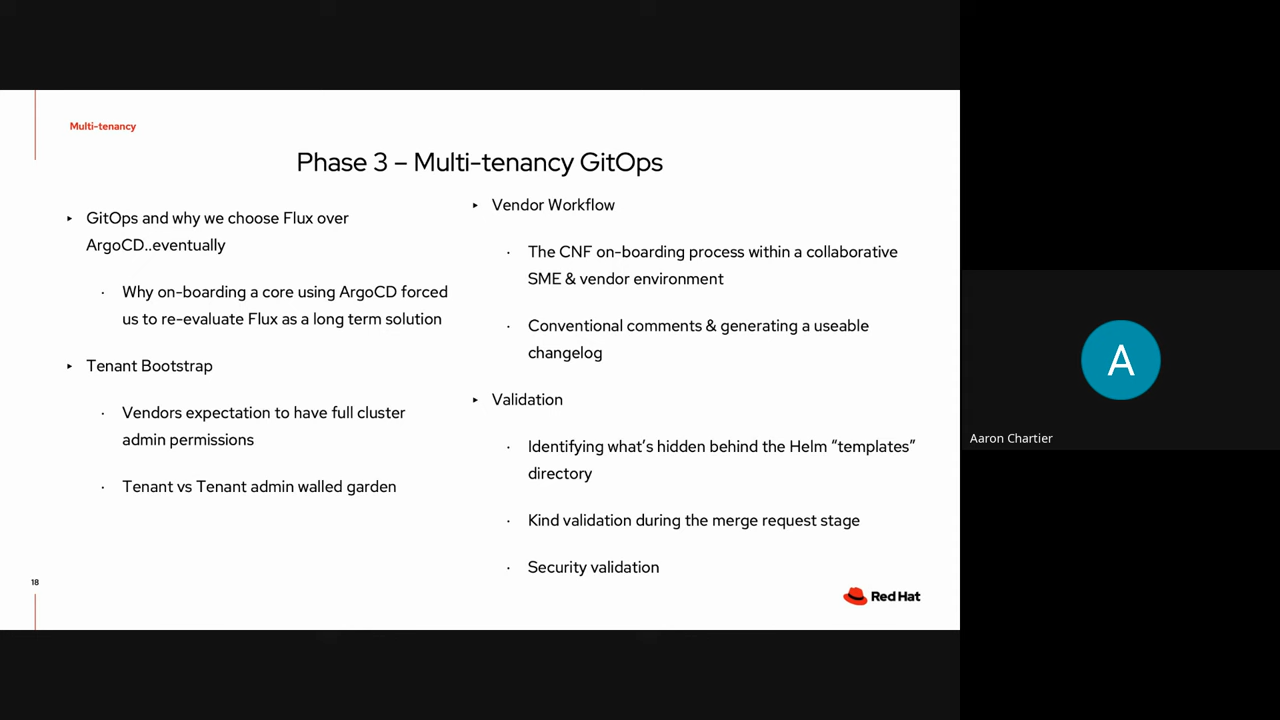 Multi-tenancy
Phase 3 – Multi-tenancy GitOps
▸ GitOps and why we choose Flux over
ArgoCD..eventually
· Why on-boarding a core using ArgoCD forced
us to re-evaluate Flux as a long term solution
▸ Tenant Bootstrap
· Vendors expectation to have full cluster
admin permissions
· Tenant vs Tenant admin walled garden
▸ Vendor Workflow
· The CNF on-boarding process within a collaborative
SME & vendor environment
· Conventional comments & generating a useable
changelog
▸ Validation
· Identifying what’s hidden behind the Helm “templates”
directory
· Kind validation during the merge request stage
· Security validation
18
Red Hat
A
Aaron Chartier